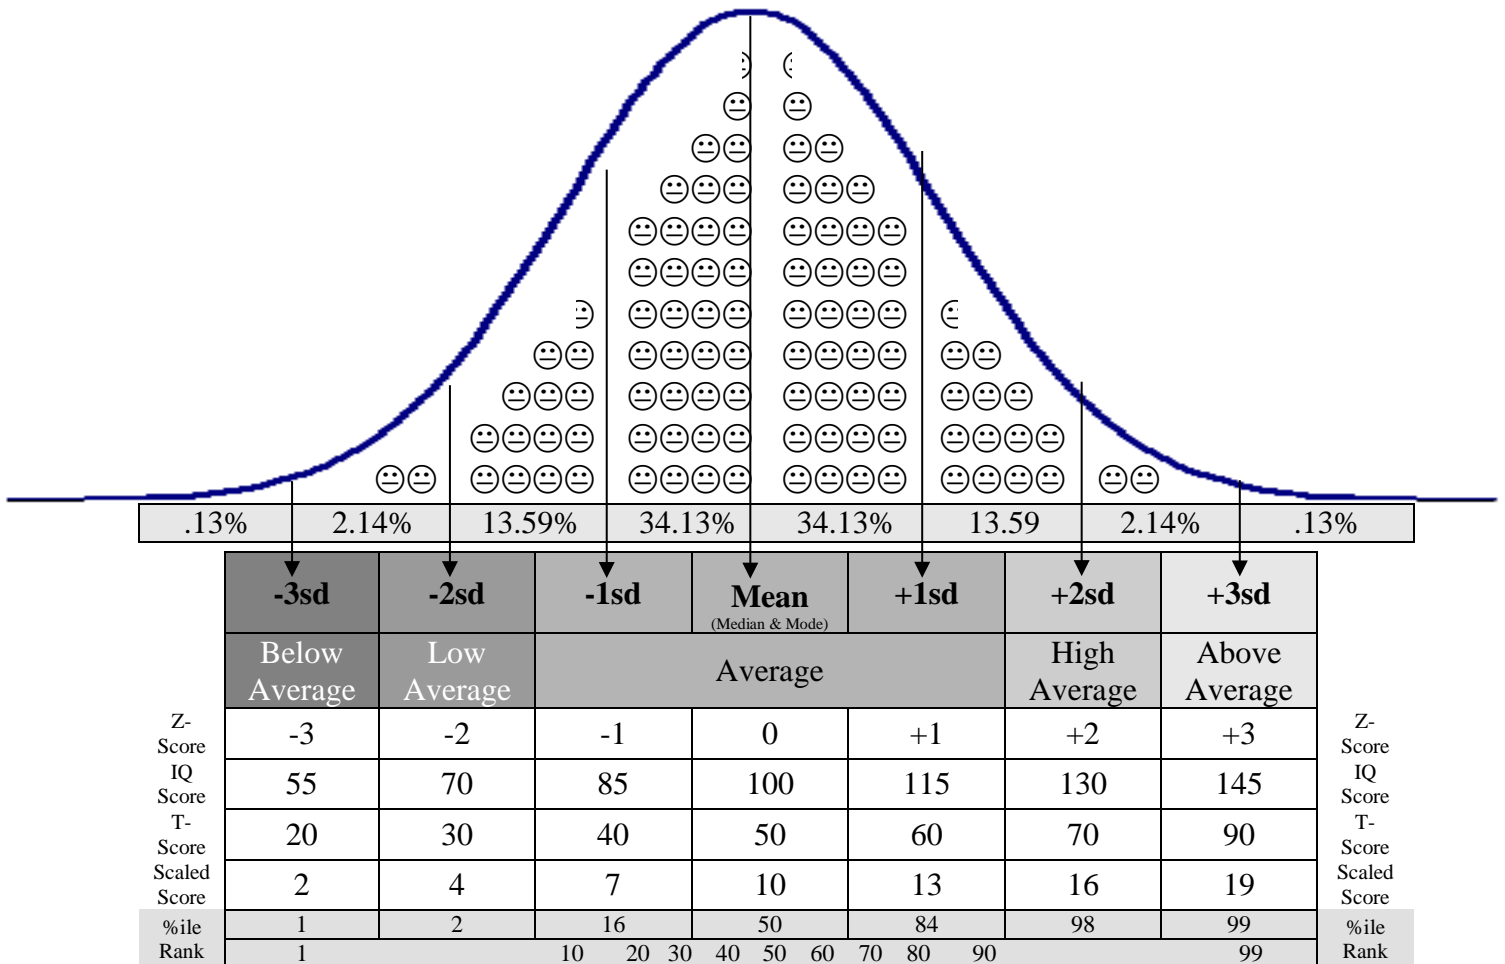 .13% 2.14% 13.59% 34.13% 34.13% 13.59 2.14% .13%
-3sd -2sd -1sd Mean +1sd +2sd +3sd
(Median & Mode)
Below Low Average High Above
Average Average Average Average
Z- -3 -2 -1 0 +1 +2 +3 Z-
Score Score
IQ 55 70 85 100 115 130 145 IQ
Score Score
T- 20 30 40 50 60 70 90 T-
Score Score
Scaled 2 4 7 10 13 16 19 Scaled
Score Score
%ile 1 2 16 50 84 98 99 %ile
Rank 1 10 20 30 40 50 60 70 80 90 99 Rank